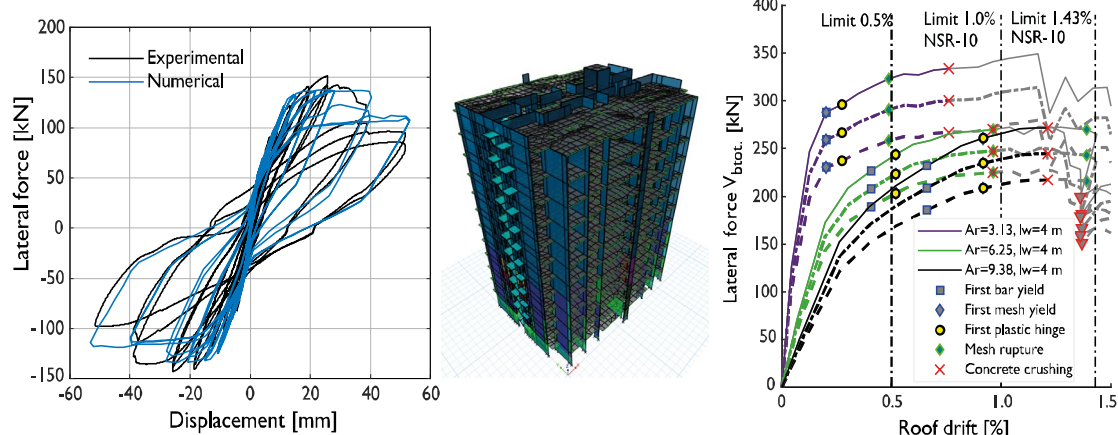 Experimental
Numerical
200
150
100
50
0
-50
-100
-150
-60
-40
-20
0
20
40
60
Lateral force [kN]
Displacement [mm]
Limit 0.5%
Limit 1.0%
NSR-10
Limit 1.43%
NSR-10
400
350
300
250
200
150
100
50
0
0
0.5
1.0
1.5
Lateral force Vbtot. [kN]
Roof drift [%]
Ar=3.13, lw=4 m
Ar=6.25, lw=4 m
Ar=9.38, lw=4 m
First bar yield
First mesh yield
First plastic hinge
Mesh rupture
Concrete crushing